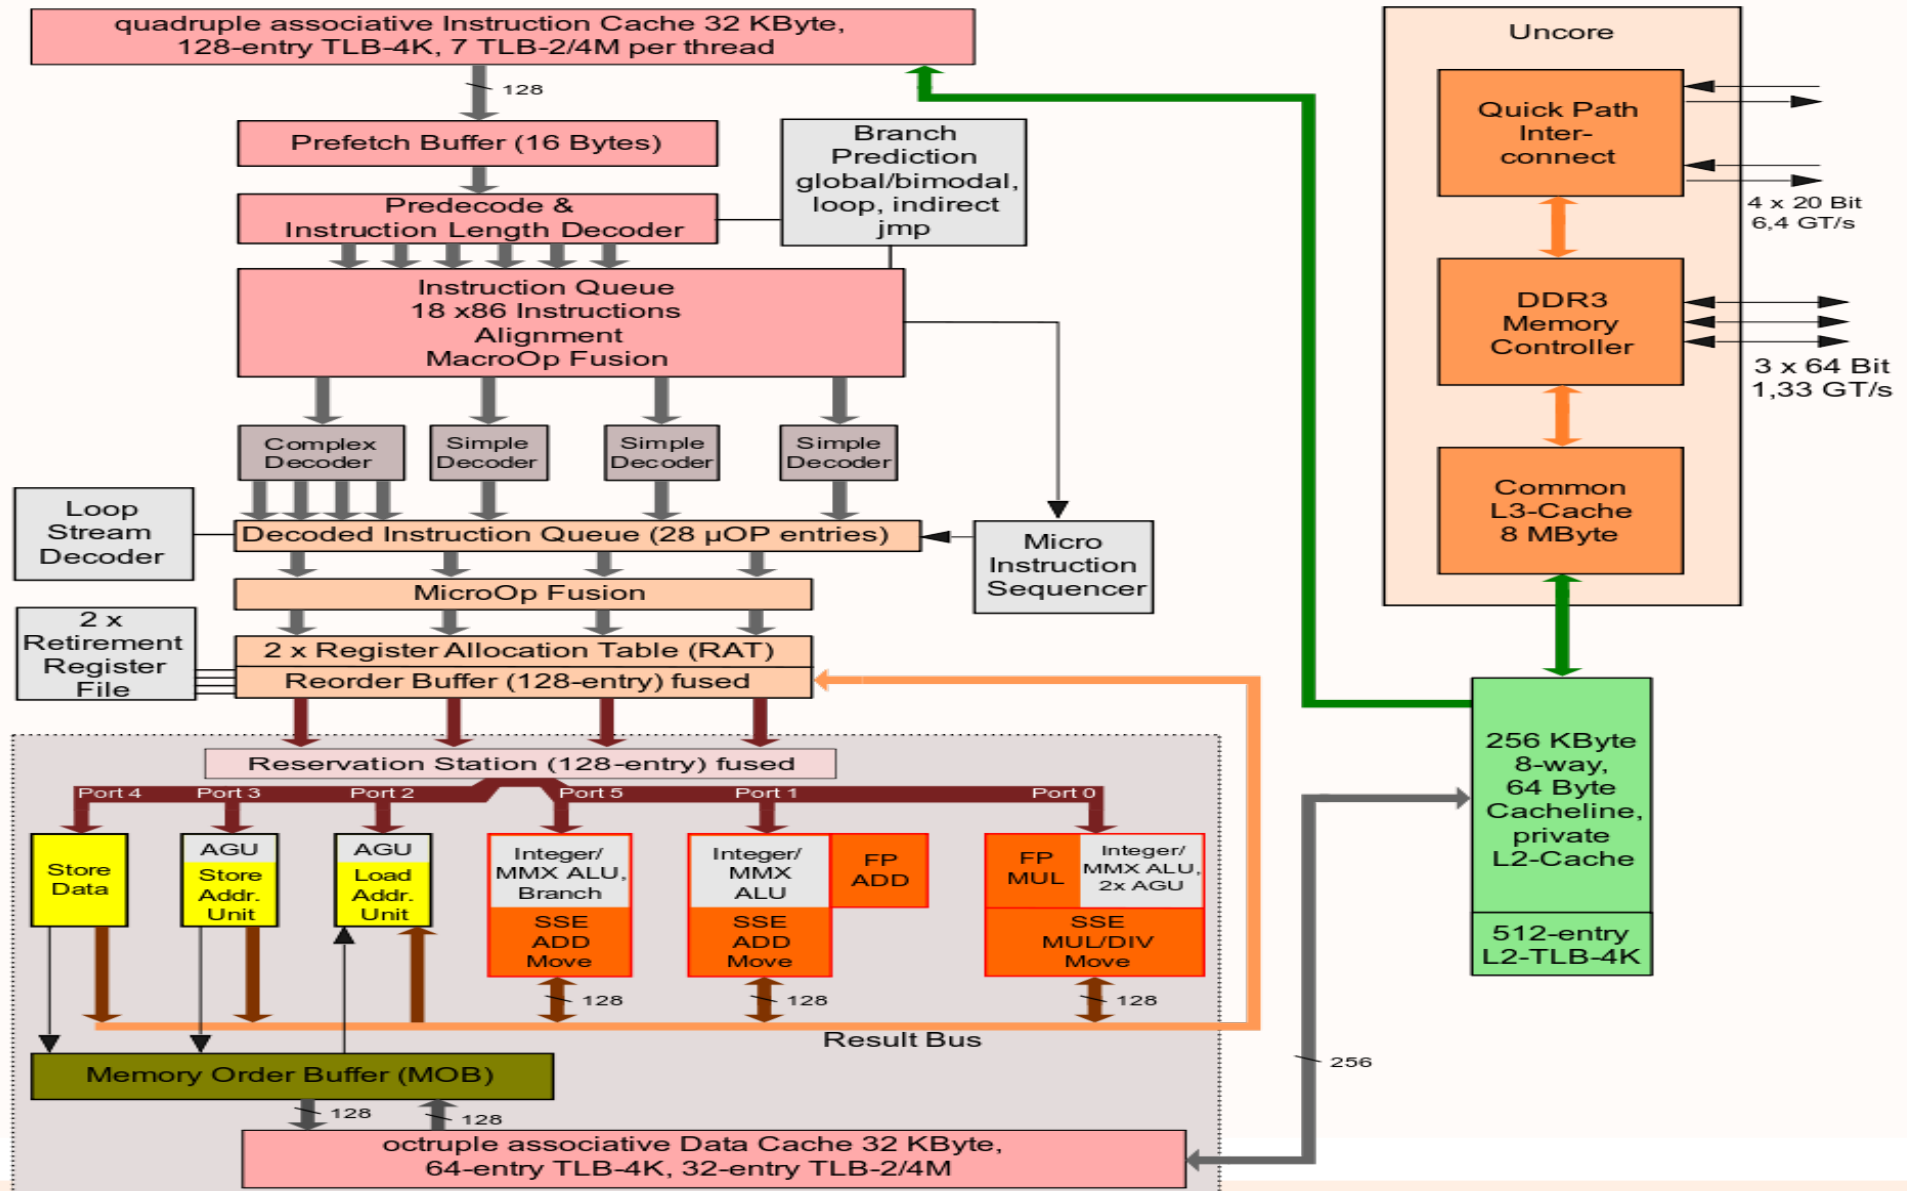 quadruple associative Instruction Cache 32 KByte,
128-entry TLB-4K, 7 TLB-2/4M per thread
128
Prefetch Buffer (16 Bytes)
Predecode &
Instruction Length Decoder
Branch
Prediction
global/bimodal,
loop, indirect
jmp
Instruction Queue
18 x86 Instructions
Alignment
MacroOp Fusion
Complex
Decoder
Simple
Decoder
Simple
Decoder
Simple
Decoder
Loop
Stream
Decoder
Decoded Instruction Queue (28 µOP entries)
Micro
Instruction
Sequencer
MicroOp Fusion
2 x
Retirement
Register
File
2 x Register Allocation Table (RAT)
Reorder Buffer (128-entry) fused
Reservation Station (128-entry) fused
Port 4
Port 3
Port 2
Port 5
Port 1
Port 0
Store
Data
AGU
Store
Addr.
Unit
AGU
Load
Addr.
Unit
Integer/
MMX ALU,
Branch
SSE
ADD
Move
Integer/
MMX
ALU
FP
ADD
SSE
ADD
Move
FP
MUL
Integer/
MMX ALU,
2x AGU
SSE
MUL/DIV
Move
128
128
128
Result Bus
Memory Order Buffer (MOB)
128
128
octruple associative Data Cache 32 KByte,
64-entry TLB-4K, 32-entry TLB-2/4M
256
Uncore
Quick Path
Inter-
connect
4 x 20 Bit
6,4 GT/s
DDR3
Memory
Controller
3 x 64 Bit
1,33 GT/s
Common
L3-Cache
8 MByte
256 KByte
8-way,
64 Byte
Cacheline,
private
L2-Cache
512-entry
L2-TLB-4K